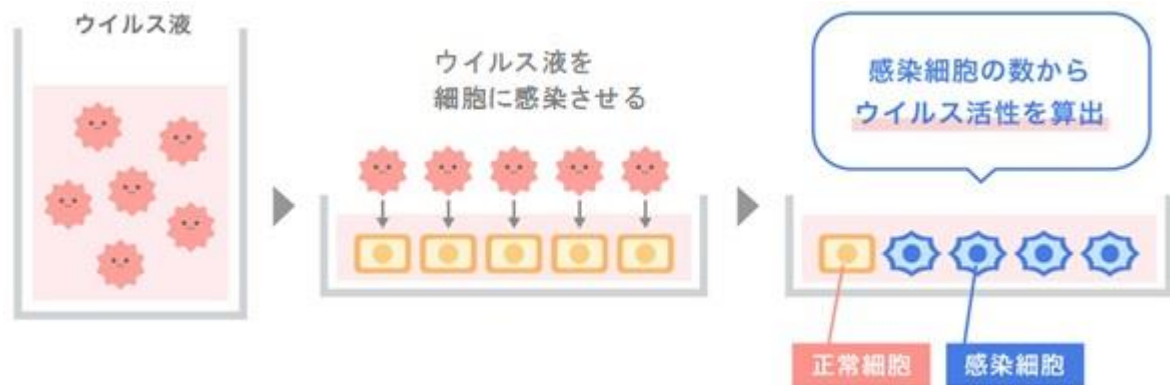 ウイルス液
ウイルス液を
細胞に感染させる
感染細胞の数から
ウイルス活性を算出
正常細胞
感染細胞